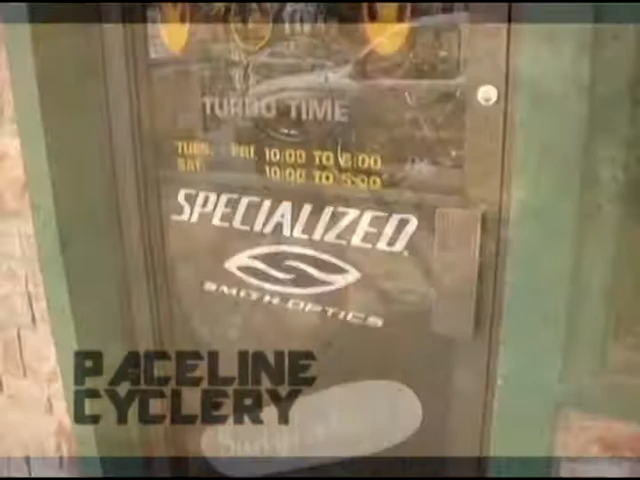 TURBO TIME
TUES. - FRI. 10:00 TO 6:00
SAT. 10:00 TO 5:00
SPECIALIZED
SMITH OPTICS
PACELINE
CYCLERY